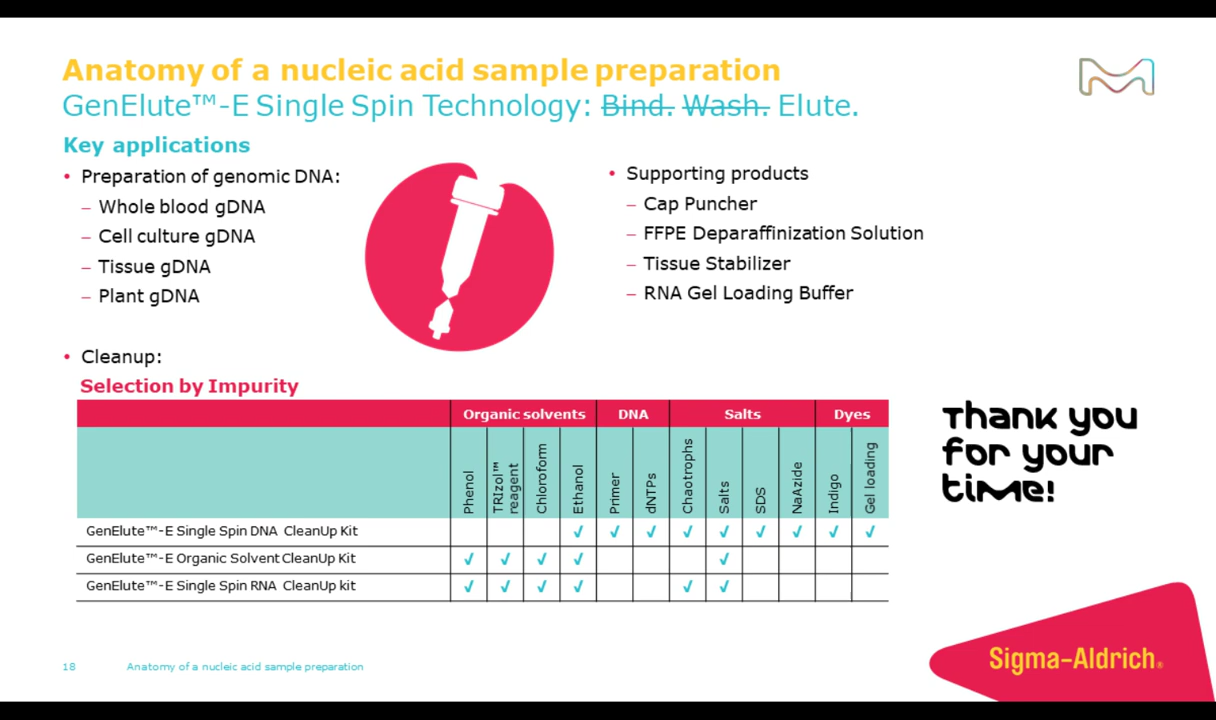 Anatomy of a nucleic acid sample preparation
GenElute™-E Single Spin Technology: Bind. Wash. Elute.
Key applications
• Preparation of genomic DNA:
– Whole blood gDNA
– Cell culture gDNA
– Tissue gDNA
– Plant gDNA
• Cleanup:
• Supporting products
– Cap Puncher
– FFPE Deparaffinization Solution
– Tissue Stabilizer
– RNA Gel Loading Buffer
Selection by Impurity
Organic solvents DNA Salts Dyes
Phenol
TRIzol™
reagent
Chloroform
Ethanol
Primer
dNTPs
Chaotrophs
Salts
SDS
NaAzide
Indigo
Gel loading
GenElute™-E Single Spin DNA CleanUp Kit ✓ ✓ ✓ ✓ ✓ ✓ ✓ ✓ ✓
GenElute™-E Organic Solvent CleanUp Kit ✓ ✓ ✓ ✓ ✓
GenElute™-E Single Spin RNA CleanUp kit ✓ ✓ ✓ ✓ ✓ ✓
Thank you
for your
time!
Sigma-Aldrich®
18 Anatomy of a nucleic acid sample preparation